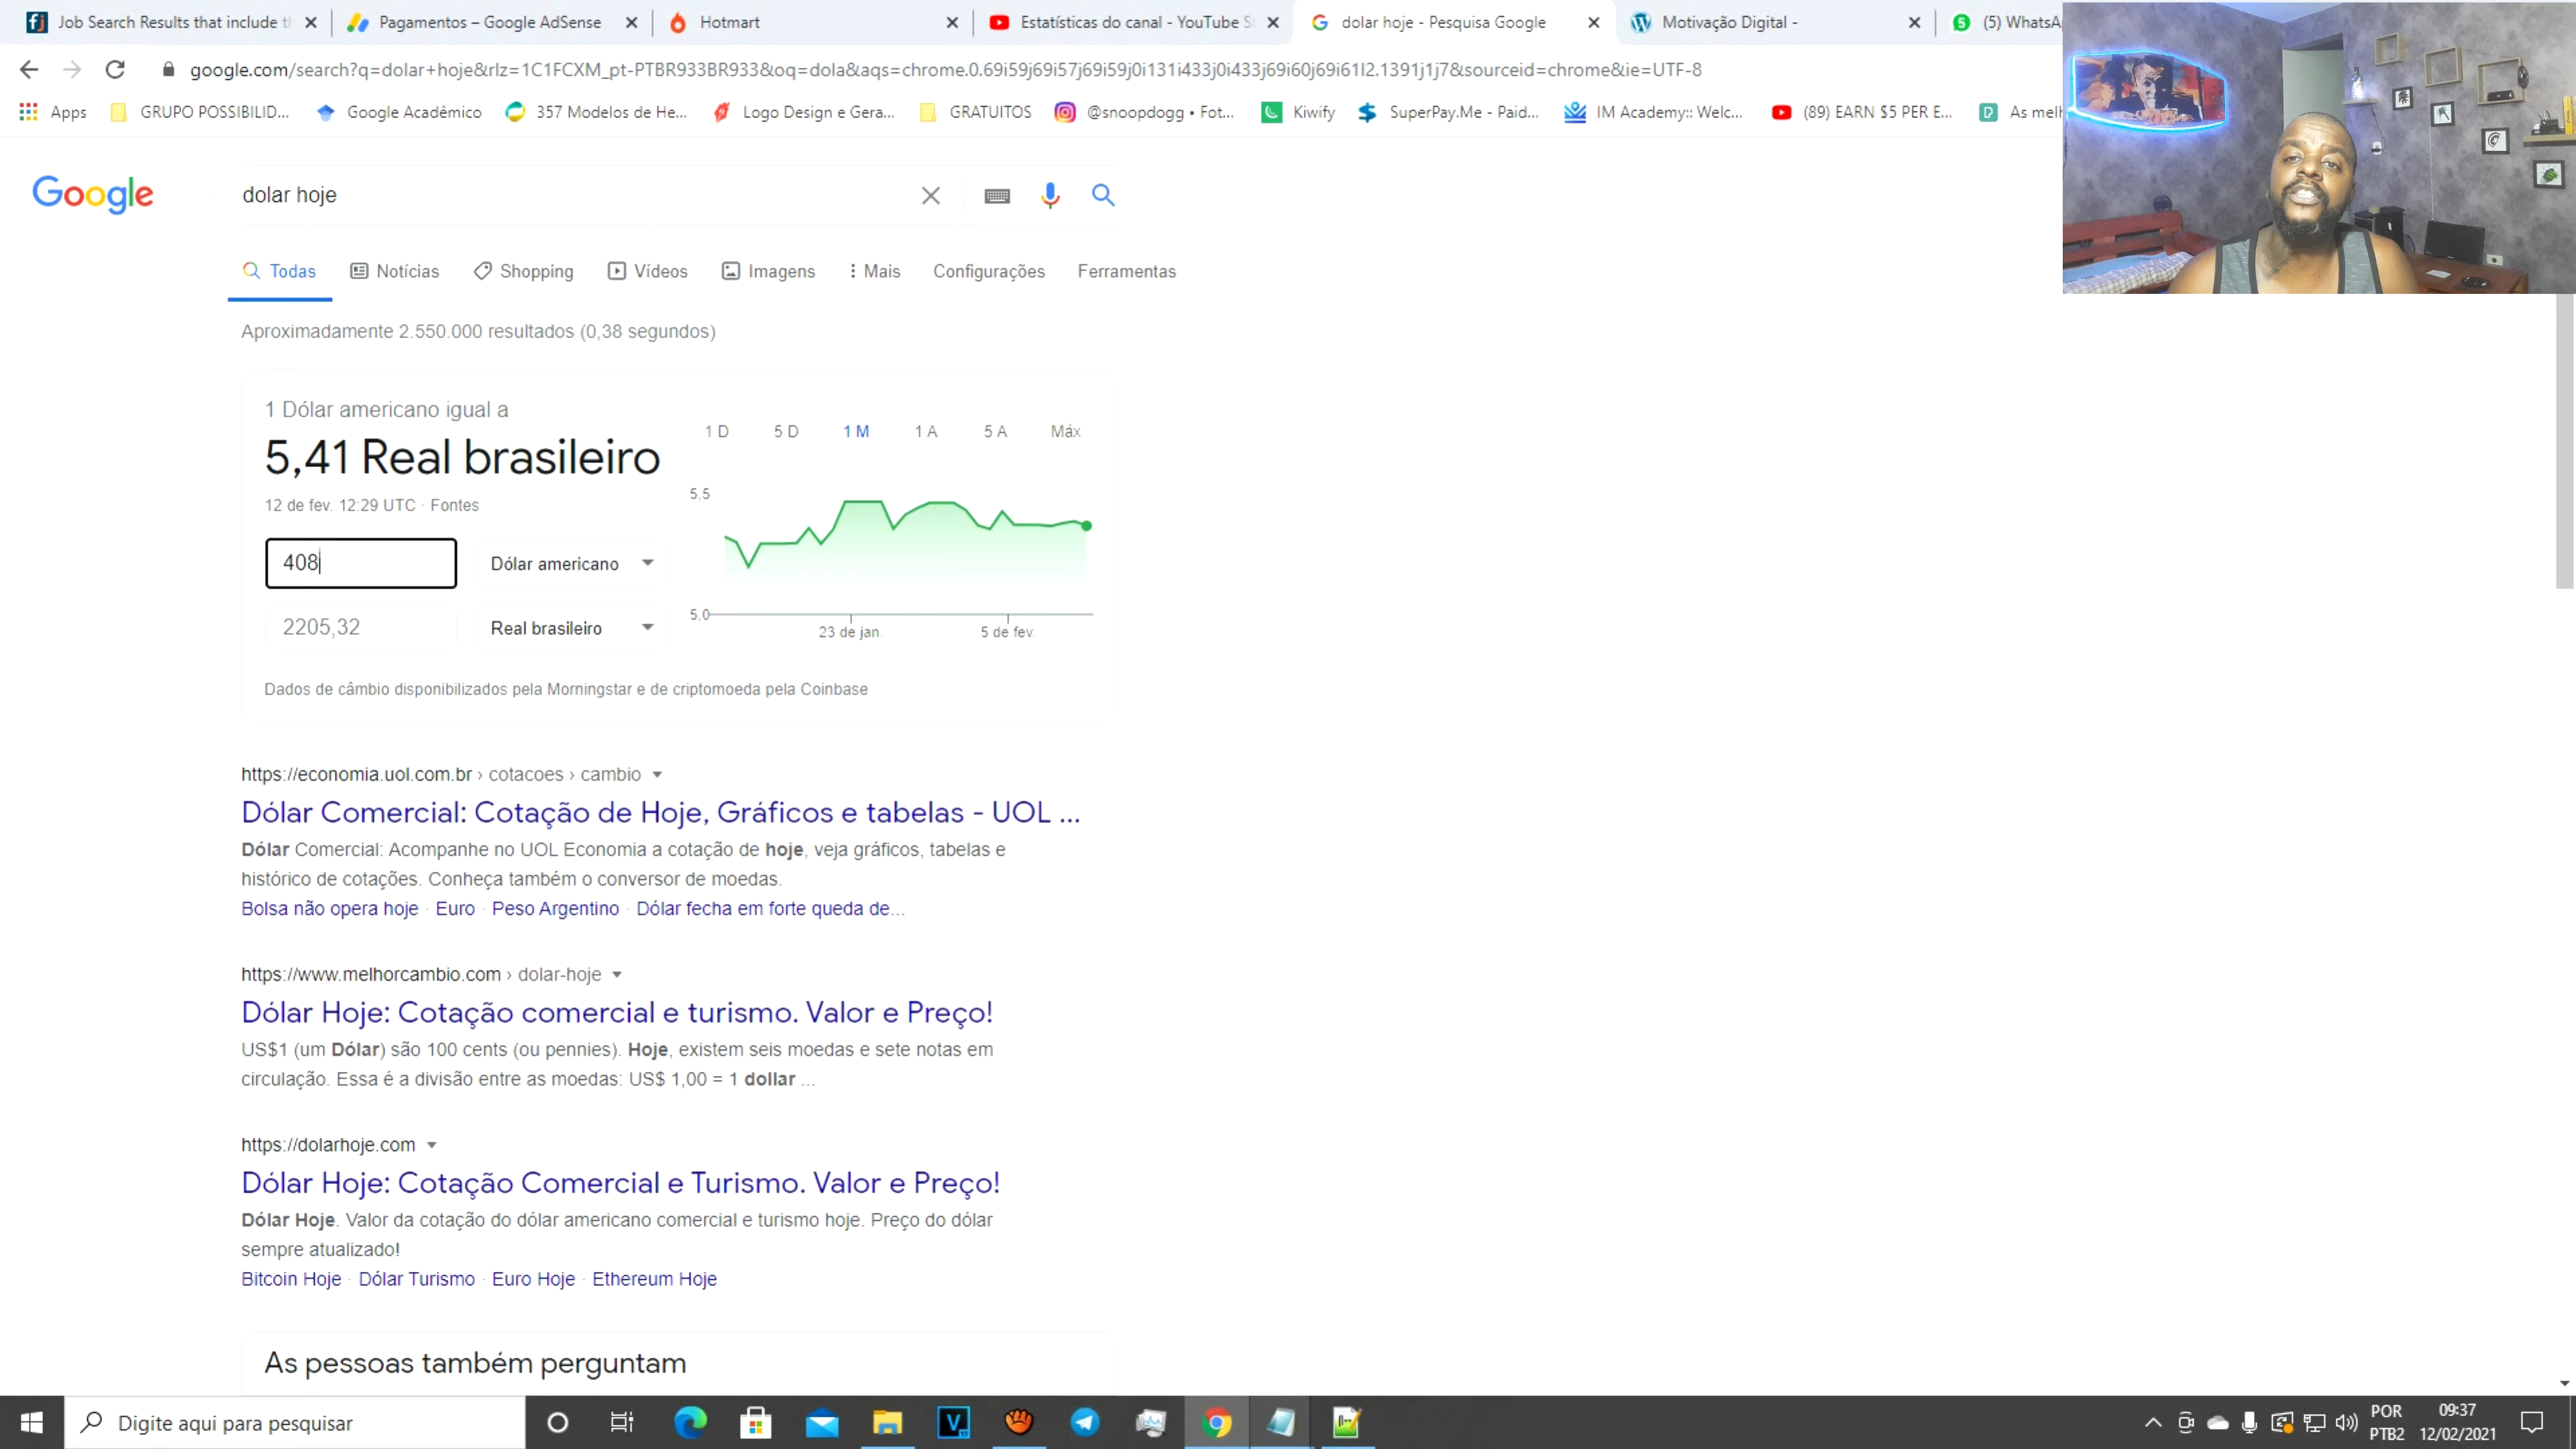 Job Search Results that include th
Pagamentos – Google AdSense
Hotmart
Estatísticas do canal - YouTube S
dolar hoje - Pesquisa Google
Motivação Digital -
(5) WhatsA
google.com/search?q=dolar+hoje&rlz=1C1FCXM_pt-PTBR933BR933&oq=dola&aqs=chrome.0.69i59j69i57j69i59j0i131i433j0i433j69i60j69i61l2.1391j1j7&sourceid=chrome&ie=UTF-8
Apps
GRUPO POSSIBILID...
Google Acadêmico
357 Modelos de He...
Logo Design e Gera...
GRATUITOS
@snoopdogg • Fot...
Kiwify
SuperPay.Me - Paid...
IM Academy:: Welc...
(89) EARN $5 PER E...
As melh
Google
dolar hoje
Todas
Notícias
Shopping
Vídeos
Imagens
Mais
Configurações
Ferramentas
Aproximadamente 2.550.000 resultados (0,38 segundos)
1 Dólar americano igual a
5,41 Real brasileiro
12 de fev. 12:29 UTC · Fontes
408
Dólar americano
2205,32
Real brasileiro
1 D
5 D
1 M
1 A
5 A
Máx
5,5
5,0
23 de jan.
5 de fev.
Dados de câmbio disponibilizados pela Morningstar e de criptomoeda pela Coinbase
https://economia.uol.com.br › cotacoes › cambio
Dólar Comercial: Cotação de Hoje, Gráficos e tabelas - UOL ...
Dólar Comercial: Acompanhe no UOL Economia a cotação de hoje, veja gráficos, tabelas e
histórico de cotações. Conheça também o conversor de moedas.
Bolsa não opera hoje · Euro · Peso Argentino · Dólar fecha em forte queda de...
https://www.melhorcambio.com › dolar-hoje
Dólar Hoje: Cotação comercial e turismo. Valor e Preço!
US$1 (um Dólar) são 100 cents (ou pennies). Hoje, existem seis moedas e sete notas em
circulação. Essa é a divisão entre as moedas: US$ 1,00 = 1 dollar ...
https://dolarhoje.com
Dólar Hoje: Cotação Comercial e Turismo. Valor e Preço!
Dólar Hoje. Valor da cotação do dólar americano comercial e turismo hoje. Preço do dólar
sempre atualizado!
Bitcoin Hoje · Dólar Turismo · Euro Hoje · Ethereum Hoje
As pessoas também perguntam
Digite aqui para pesquisar
POR
PTB2
09:37
12/02/2021